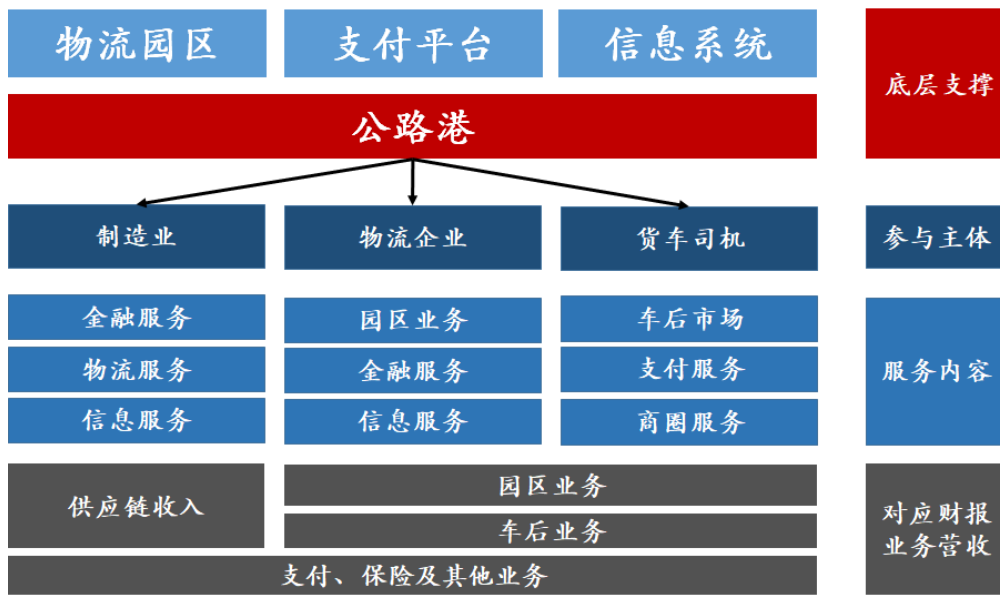 物流园区
支付平台
信息系统
底层支撑
公路港
制造业
物流企业
货车司机
参与主体
金融服务
园区业务
车后市场
物流服务
金融服务
支付服务
服务内容
信息服务
信息服务
商圈服务
供应链收入
园区业务
车后业务
对应财报
业务营收
支付、保险及其他业务